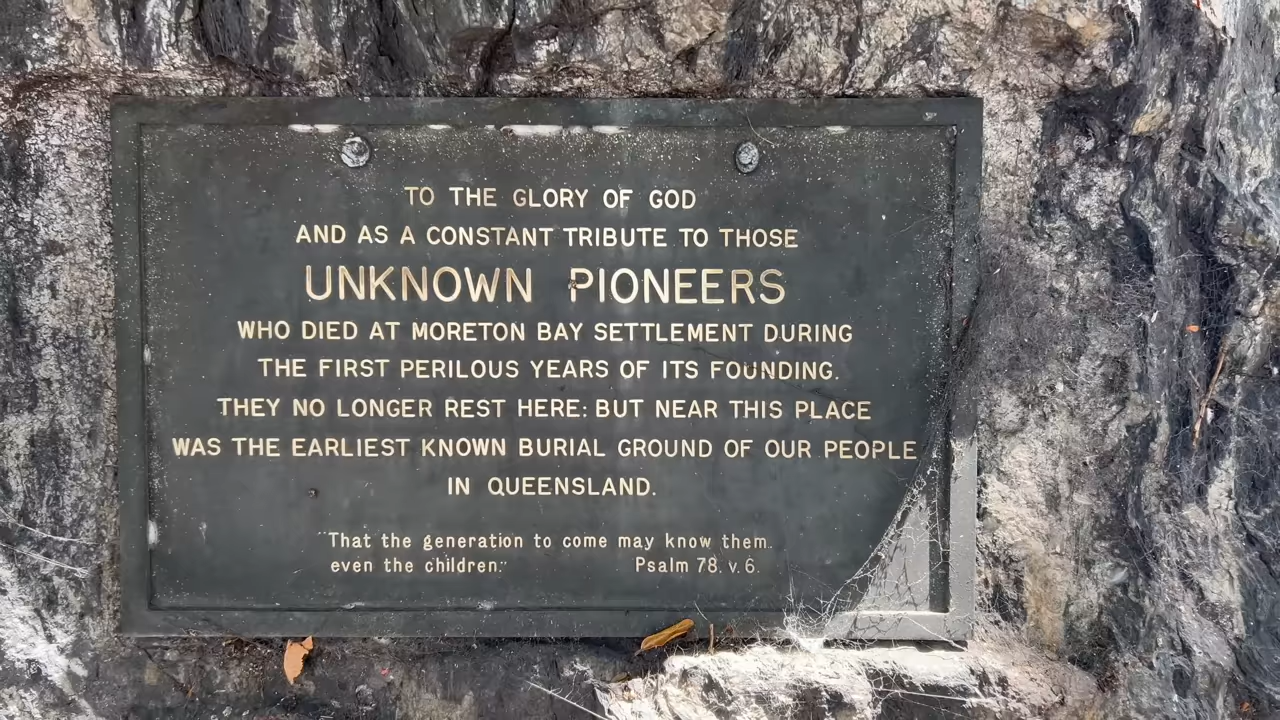 TO THE GLORY OF GOD
AND AS A CONSTANT TRIBUTE TO THOSE
UNKNOWN PIONEERS
WHO DIED AT MORETON BAY SETTLEMENT DURING
THE FIRST PERILOUS YEARS OF ITS FOUNDING.
THEY NO LONGER REST HERE: BUT NEAR THIS PLACE
WAS THE EARLIEST KNOWN BURIAL GROUND OF OUR PEOPLE
IN QUEENSLAND.
"That the generation to come may know them
even the children:" Psalm 78. v. 6.